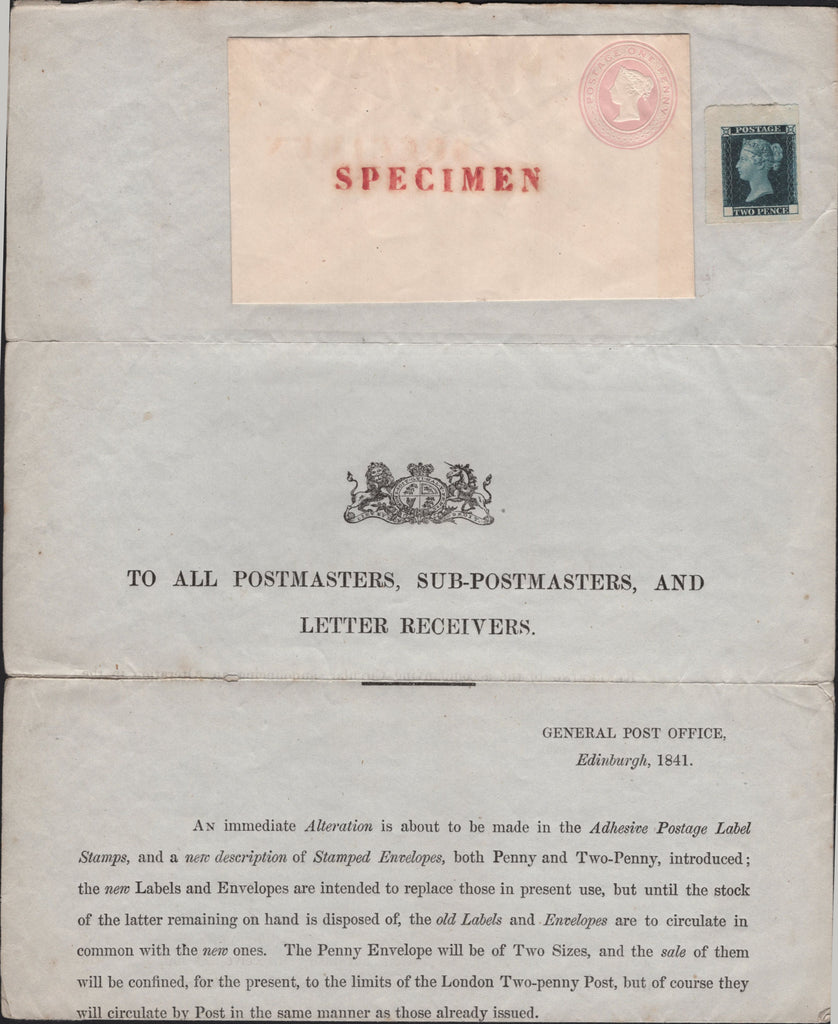 POSTAGE ONE PENNY
SPECIMEN
POSTAGE
TWO PENCE
TO ALL POSTMASTERS, SUB-POSTMASTERS, AND
LETTER RECEIVERS.
GENERAL POST OFFICE,
Edinburgh, 1841.
AN immediate Alteration is about to be made in the Adhesive Postage Label
Stamps, and a new description of Stamped Envelopes, both Penny and Two-Penny, introduced;
the new Labels and Envelopes are intended to replace those in present use, but until the stock
of the latter remaining on hand is disposed of, the old Labels and Envelopes are to circulate in
common with the new ones. The Penny Envelope will be of Two Sizes, and the sale of them
will be confined, for the present, to the limits of the London Two-penny Post, but of course they
will circulate by Post in the same manner as those already issued.